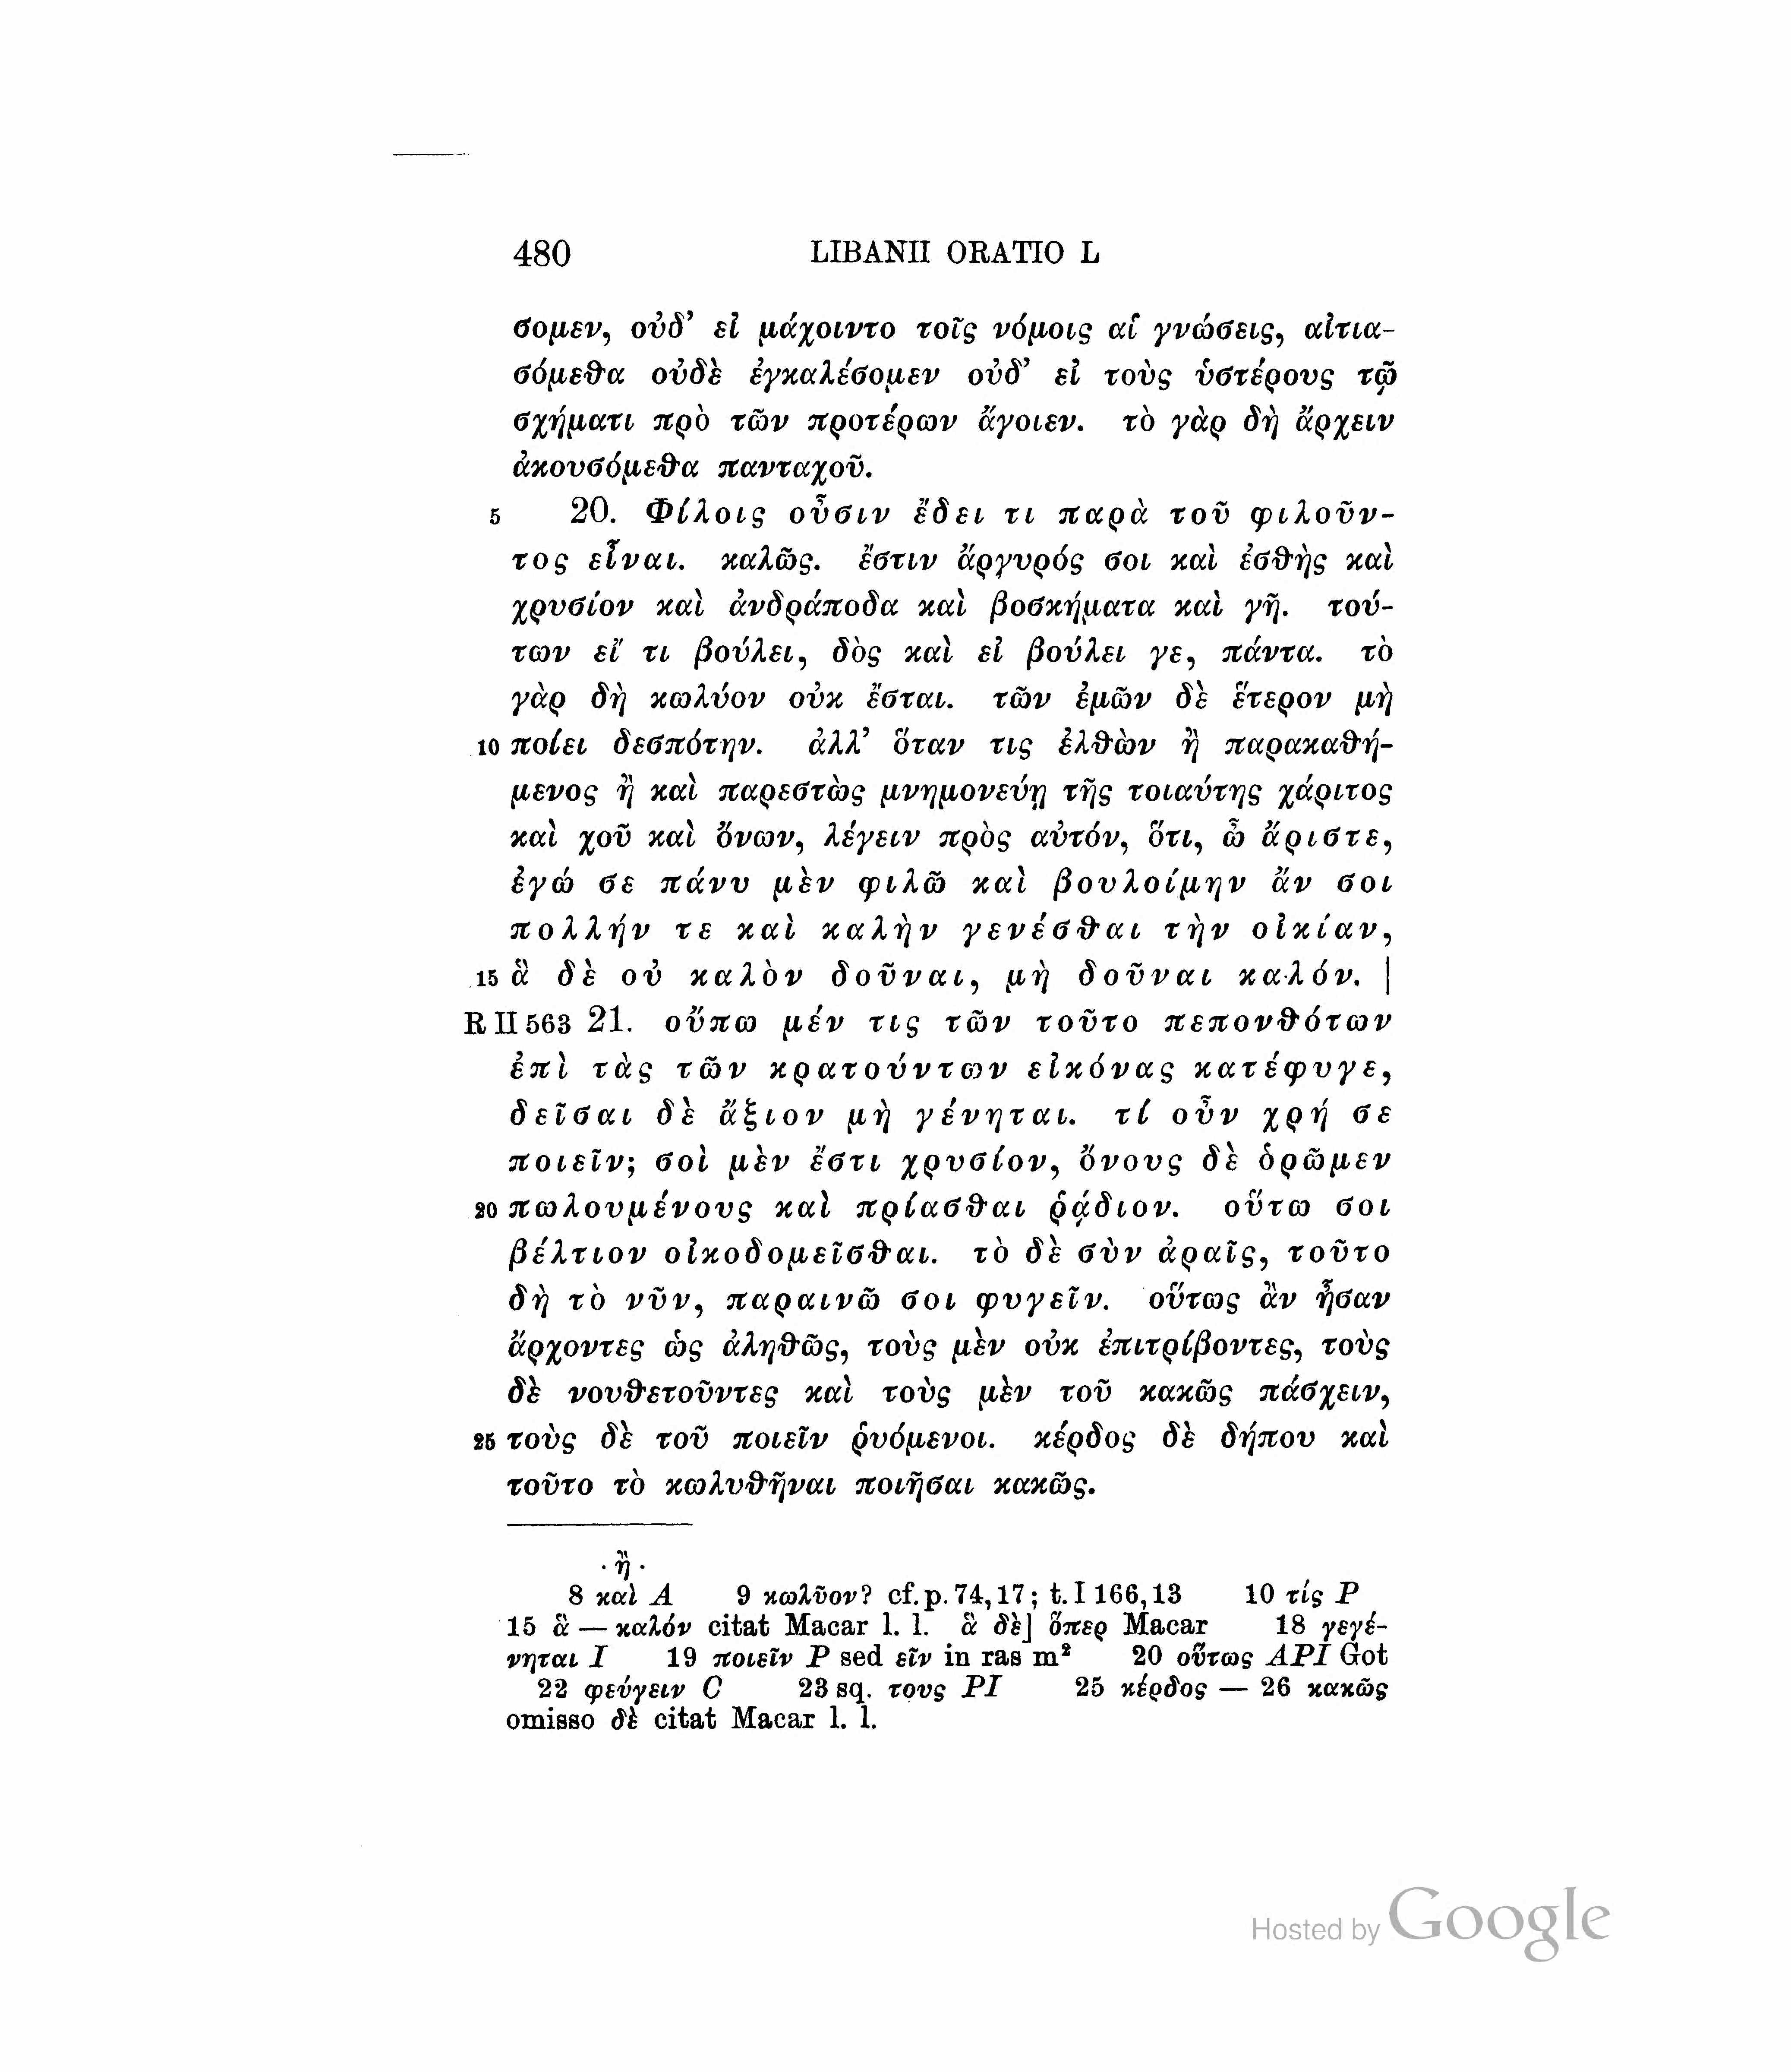 480 LIBANII ORATIO L
σομεν, οὐδ’ εἰ μάχοιντο τοῖς νόμοις αἱ γνώσεις, αἰτια-
σόμεθα οὐδὲ ἐγκαλέσομεν οὐδ’ εἰ τοὺς ὑστέρους τῷ
σχήματι πρὸ τῶν προτέρων ἄγοιεν. τὸ γὰρ δὴ ἄρχειν
ἀκουσόμεθα πανταχοῦ.
5 20. Φίλοις οὖσιν ἔδει τι παρὰ τοῦ φιλοῦν-
τος εἶναι. καλῶς. ἔστιν ἄργυρός σοι καὶ ἐσθὴς καὶ
χρυσίον καὶ ἀνδράποδα καὶ βοσκήματα καὶ γῆ. τού-
των εἴ τι βούλει, δὸς καὶ εἰ βούλει γε, πάντα. τὸ
γὰρ δὴ κωλύον οὐκ ἔσται. τῶν ἐμῶν δὲ ἕτερον μὴ
10 ποίει δεσπότην. ἀλλ’ ὅταν τις ἐλθὼν ἢ παρακαθή-
μενος ἢ καὶ παρεστὼς μνημονεύῃ τῆς τοιαύτης χάριτος
καὶ χοῦ καὶ ὄνων, λέγειν πρὸς αὐτόν, ὅτι, ὦ ἄριστε,
ἐγώ σε πάνυ μὲν φιλῶ καὶ βουλοίμην ἄν σοι
πολλήν τε καὶ καλὴν γενέσθαι τὴν οἰκίαν,
15 ἃ δὲ οὐ καλὸν δοῦναι, μὴ δοῦναι καλόν. |
R II 563 21. οὔπω μέν τις τῶν τοῦτο πεπονθότων
ἐπὶ τὰς τῶν κρατούντων εἰκόνας κατέφυγε,
δεῖσαι δὲ ἄξιον μὴ γένηται. τί οὖν χρή σε
ποιεῖν; σοὶ μὲν ἔστι χρυσίον, ὄνους δὲ ὁρῶμεν
20 πωλουμένους καὶ πρίασθαι ῥᾴδιον. οὕτω σοι
βέλτιον οἰκοδομεῖσθαι. τὸ δὲ σὺν ἀραῖς, τοῦτο
δὴ τὸ νῦν, παραινῶ σοι φυγεῖν. οὕτως ἂν ἦσαν
ἄρχοντες ὡς ἀληθῶς, τοὺς μὲν οὐκ ἐπιτρίβοντες, τοὺς
δὲ νουθετοῦντες καὶ τοὺς μὲν τοῦ κακῶς πάσχειν,
25 τοὺς δὲ τοῦ ποιεῖν ῥυόμενοι. κέρδος δὲ δήπου καὶ
τοῦτο τὸ κωλυθῆναι ποιῆσαι κακῶς.
· ἢ ·
8 καὶ A 9 κωλῦον? cf. p. 74,17; t. I 166,13 10 τίς P
15 ἃ — καλόν citat Macar l. l. ἃ δὲ] ὅπερ Macar 18 γεγέ-
νηται I 19 ποιεῖν P sed εῖν in ras m² 20 οὕτως API Got
22 φεύγειν C 23 sq. τους PI 25 κέρδος — 26 κακῶς
omisso δὲ citat Macar l. l.
Hosted by Google